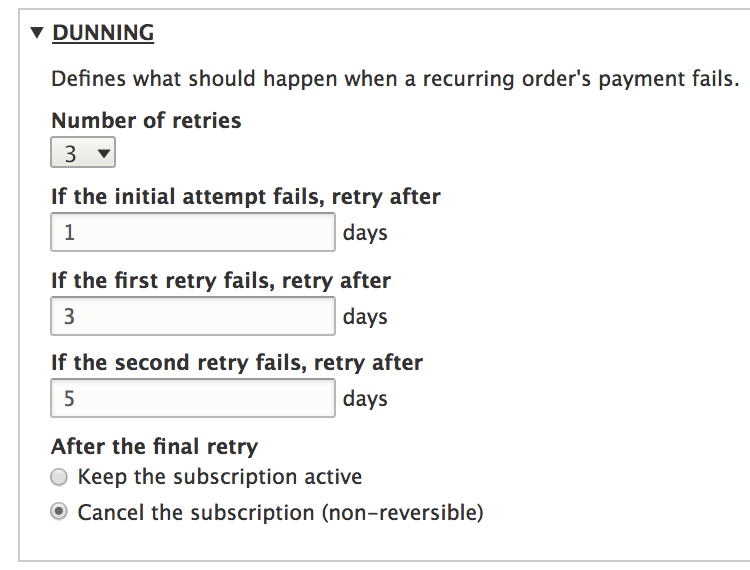 DUNNING
Defines what should happen when a recurring order's payment fails.
Number of retries
3
If the initial attempt fails, retry after
1 days
If the first retry fails, retry after
3 days
If the second retry fails, retry after
5 days
After the final retry
Keep the subscription active
Cancel the subscription (non-reversible)